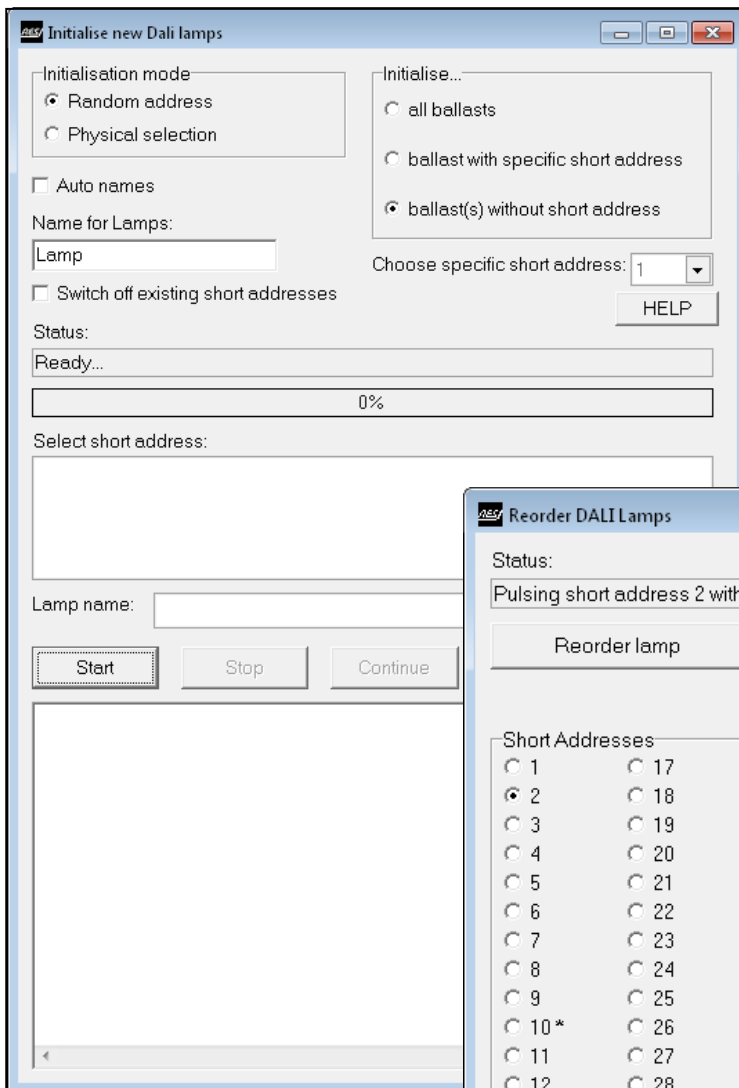 AES Initialise new Dali lamps
Initialisation mode
Random address
Physical selection
Initialise...
all ballasts
ballast with specific short address
ballast(s) without short address
Auto names
Name for Lamps:
Lamp
Choose specific short address: 1
Switch off existing short addresses
HELP
Status:
Ready...
0%
Select short address:
Lamp name:
Start Stop Continue
AES Reorder DALI Lamps
Status:
Pulsing short address 2 with
Reorder lamp
Short Addresses
1 17
2 18
3 19
4 20
5 21
6 22
7 23
8 24
9 25
10 * 26
11 27
12 28